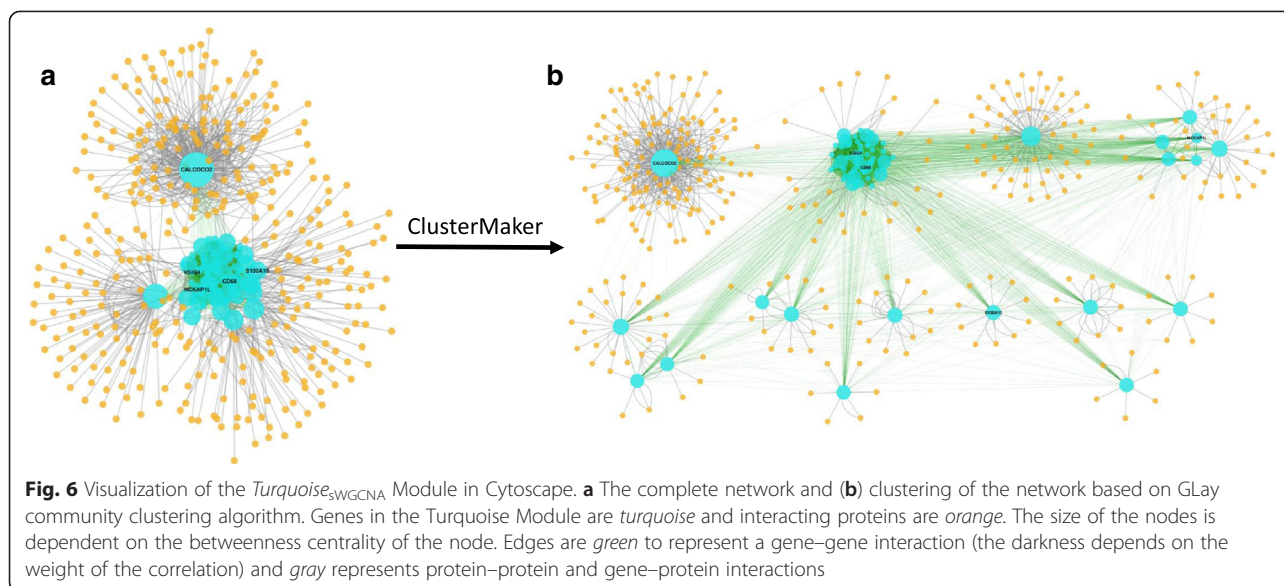 a
b
CALCOCO2
VSIG4
S100A10
CD68
NCKAP1L
ClusterMaker
CALCOCO2
VSIG4
CD68
NCKAP1L
S100A10
Fig. 6 Visualization of the TurquoisesWGCNA Module in Cytoscape. a The complete network and (b) clustering of the network based on GLay
community clustering algorithm. Genes in the Turquoise Module are turquoise and interacting proteins are orange. The size of the nodes is
dependent on the betweenness centrality of the node. Edges are green to represent a gene–gene interaction (the darkness depends on the
weight of the correlation) and gray represents protein–protein and gene–protein interactions